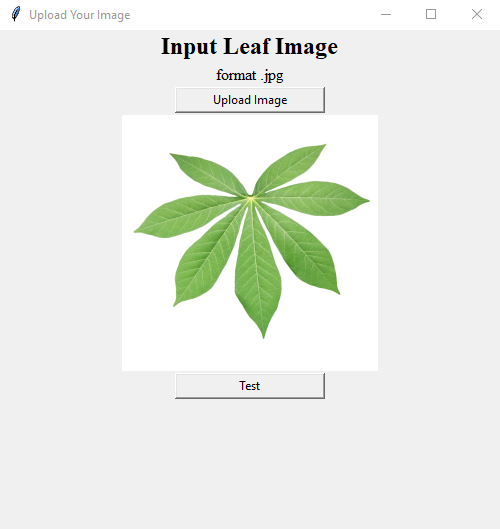 Upload Your Image
Input Leaf Image
format .jpg
Upload Image
Test